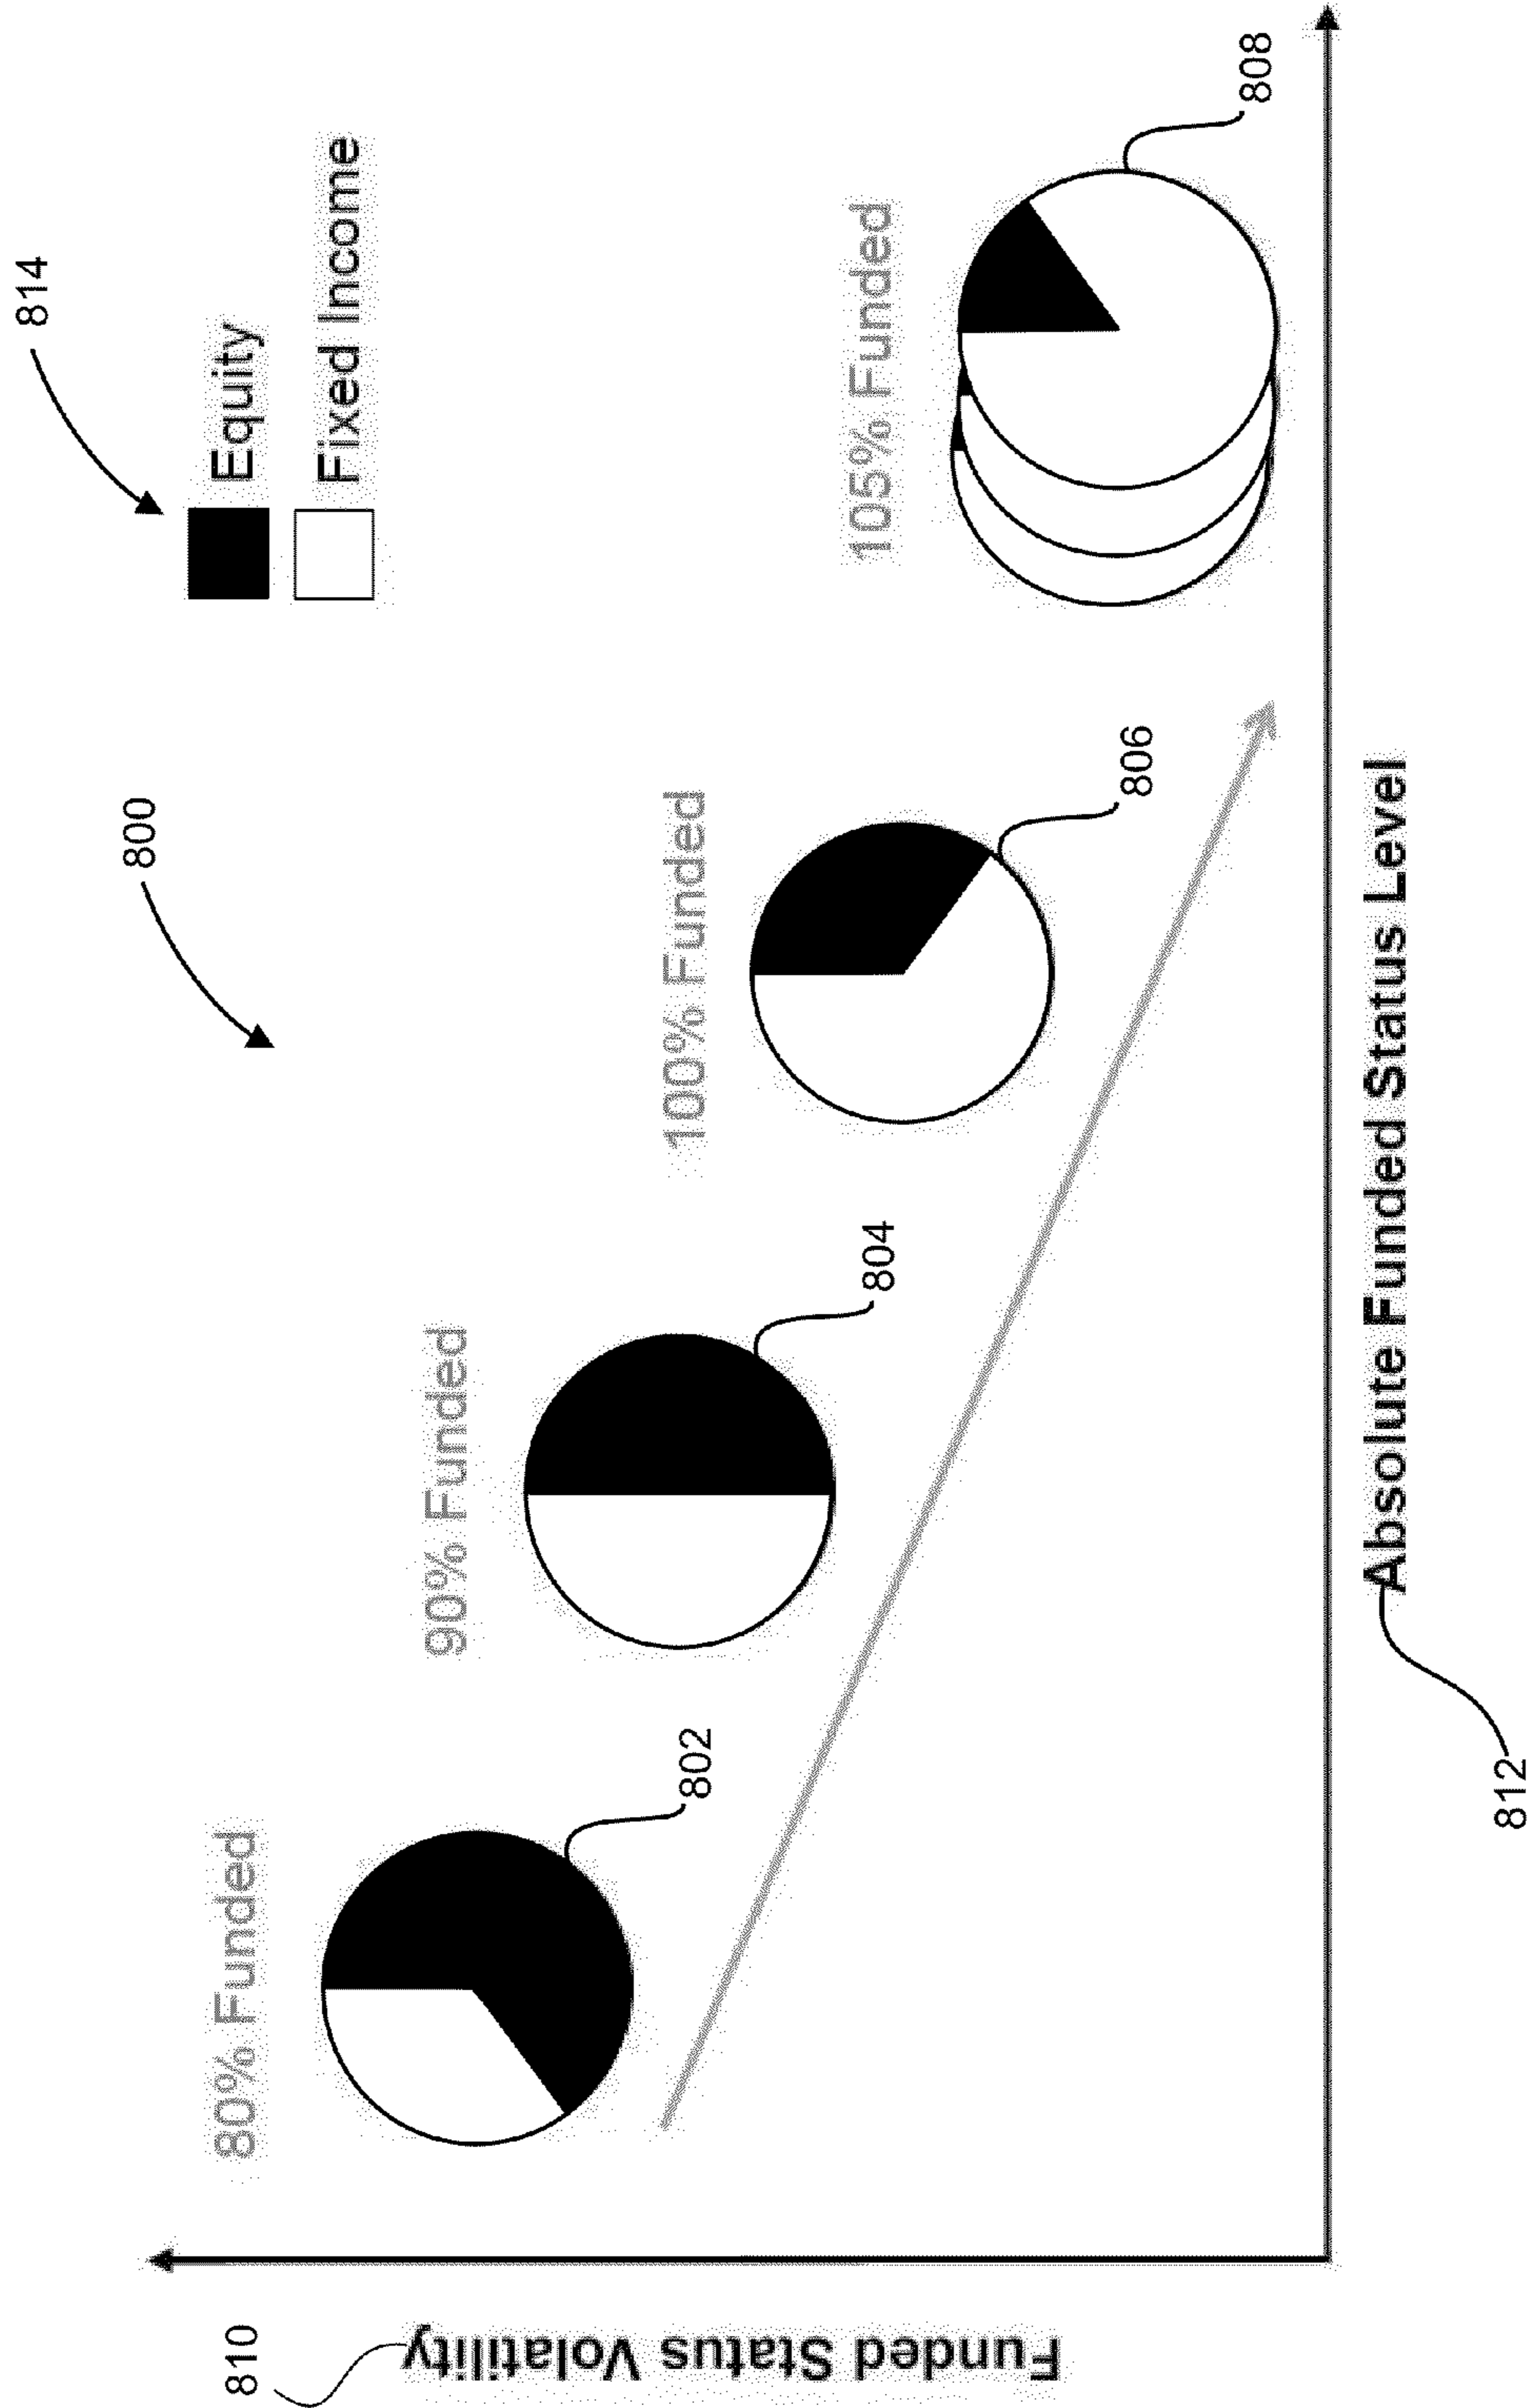 814
800
Equity
Fixed Income
80% Funded
90% Funded
100% Funded
105% Funded
802
804
806
808
810
Funded Status Volatility
Absolute Funded Status Level
812